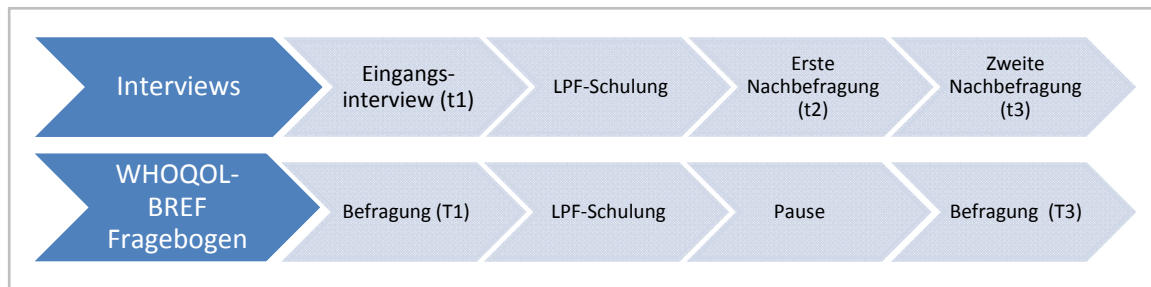 Interviews
Eingangs-
interview (t1)
LPF-Schulung
Erste
Nachbefragung
(t2)
Zweite
Nachbefragung
(t3)
WHOQOL-
BREF
Fragebogen
Befragung (T1)
LPF-Schulung
Pause
Befragung (T3)